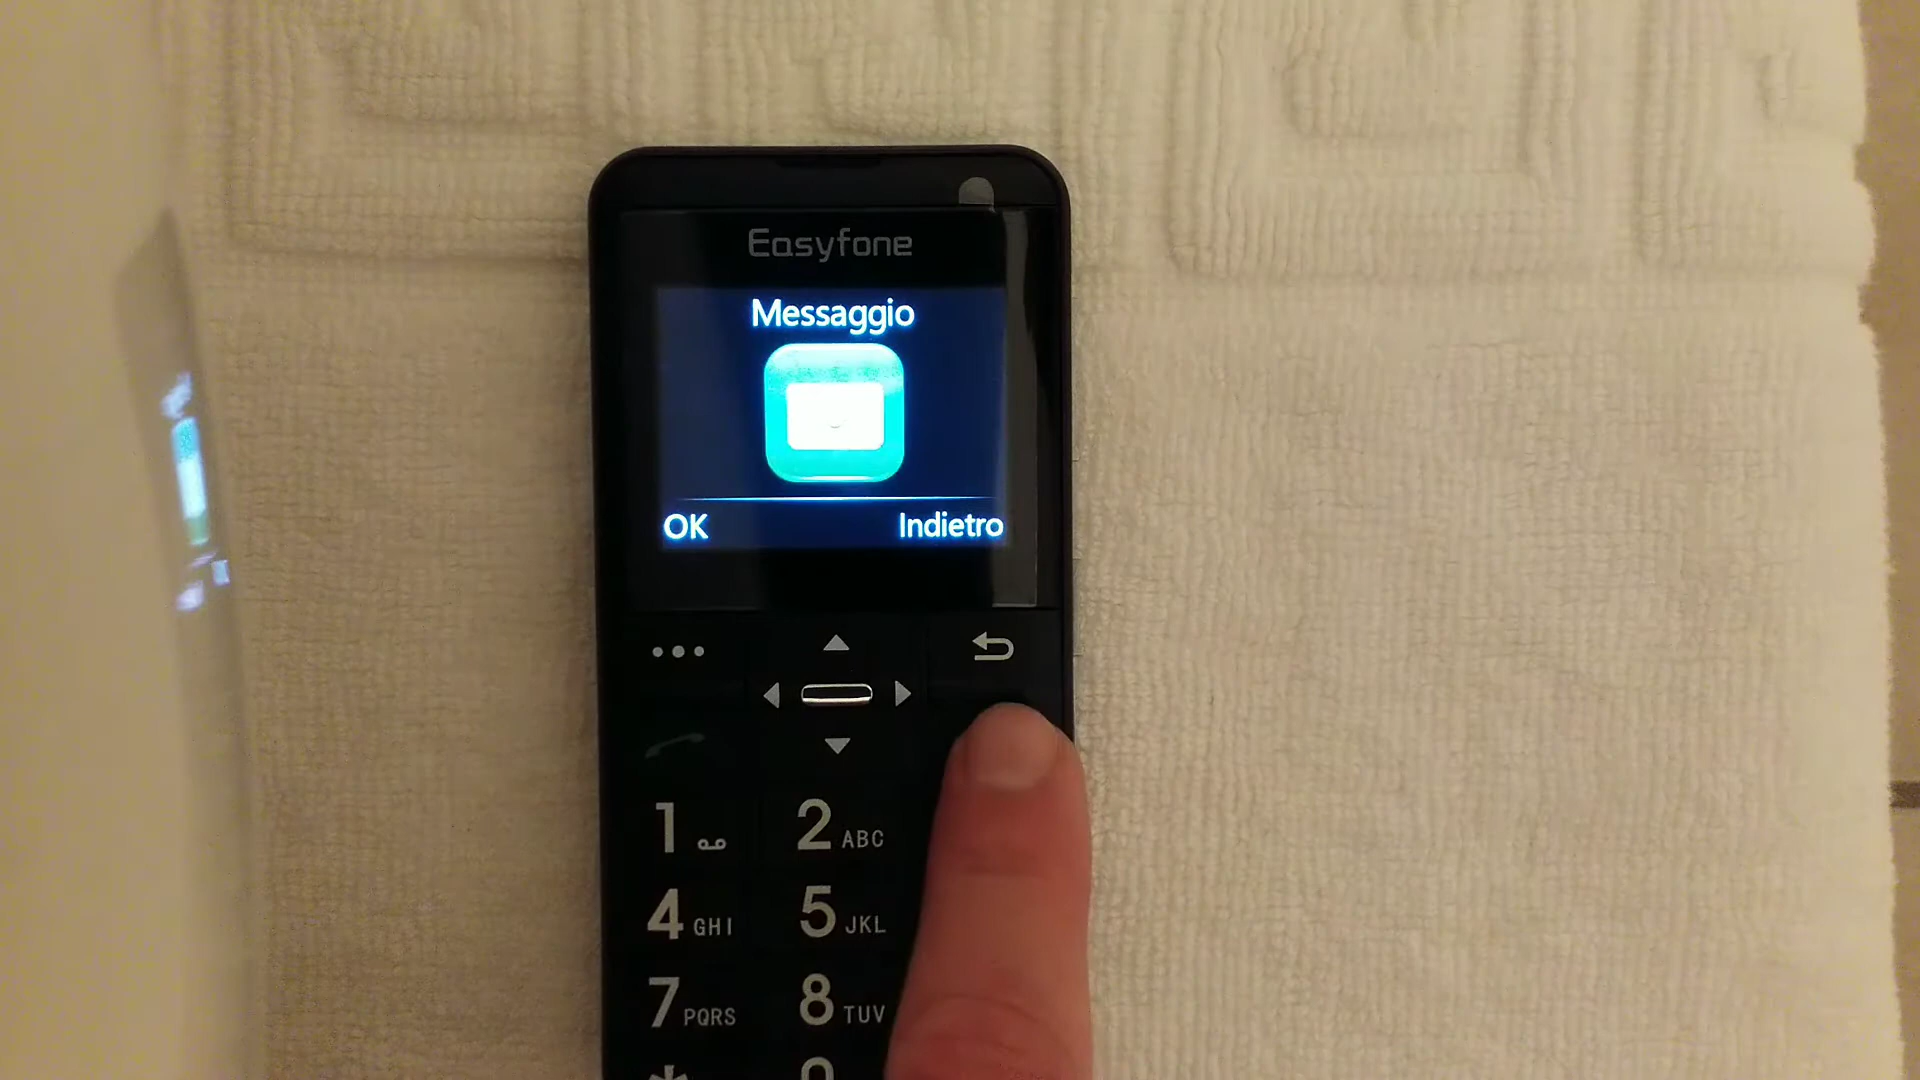 Easyfone
Messaggio
OK Indietro
1 2 ABC
4 GHI 5 JKL
7 PQRS 8 TUV